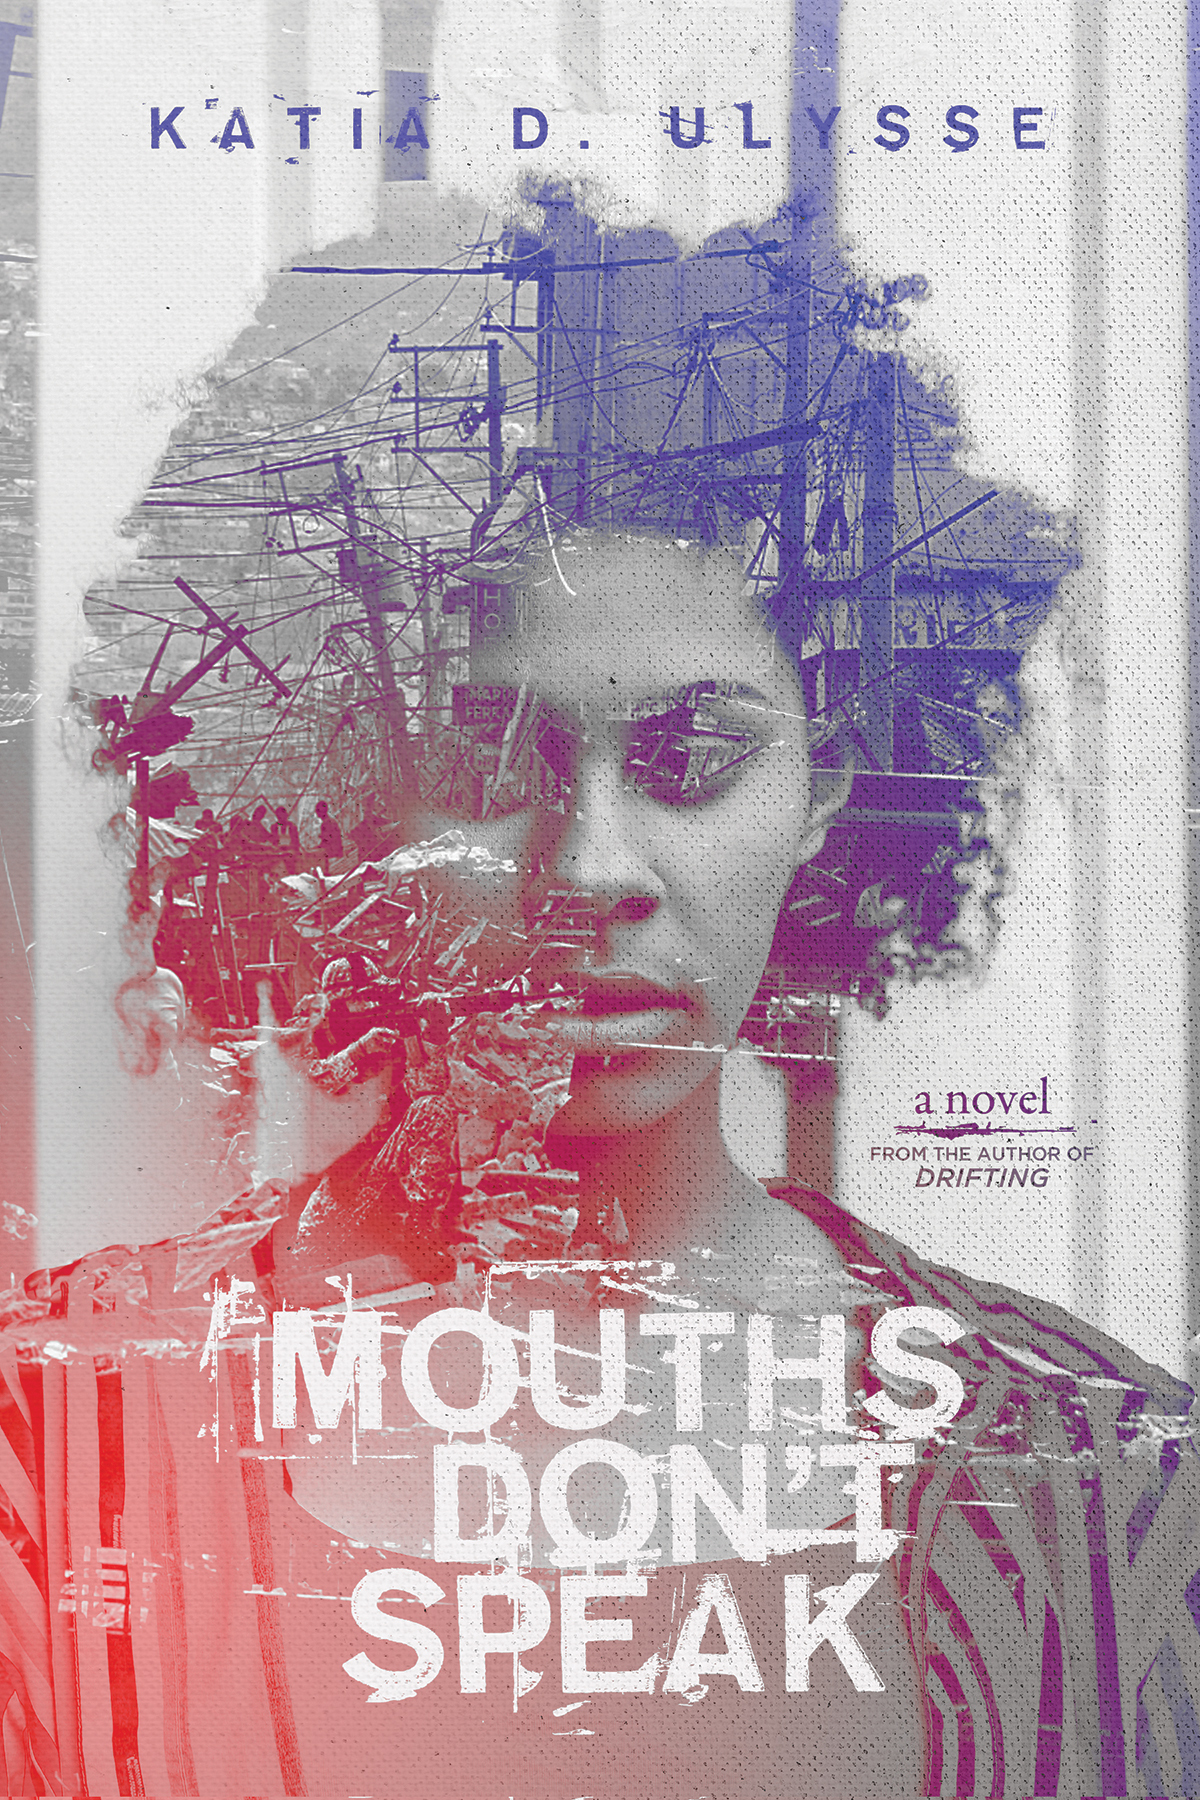 KATIA D. ULYSSE
a novel
FROM THE AUTHOR OF
DRIFTING
MOUTHS
DON'T
SPEAK